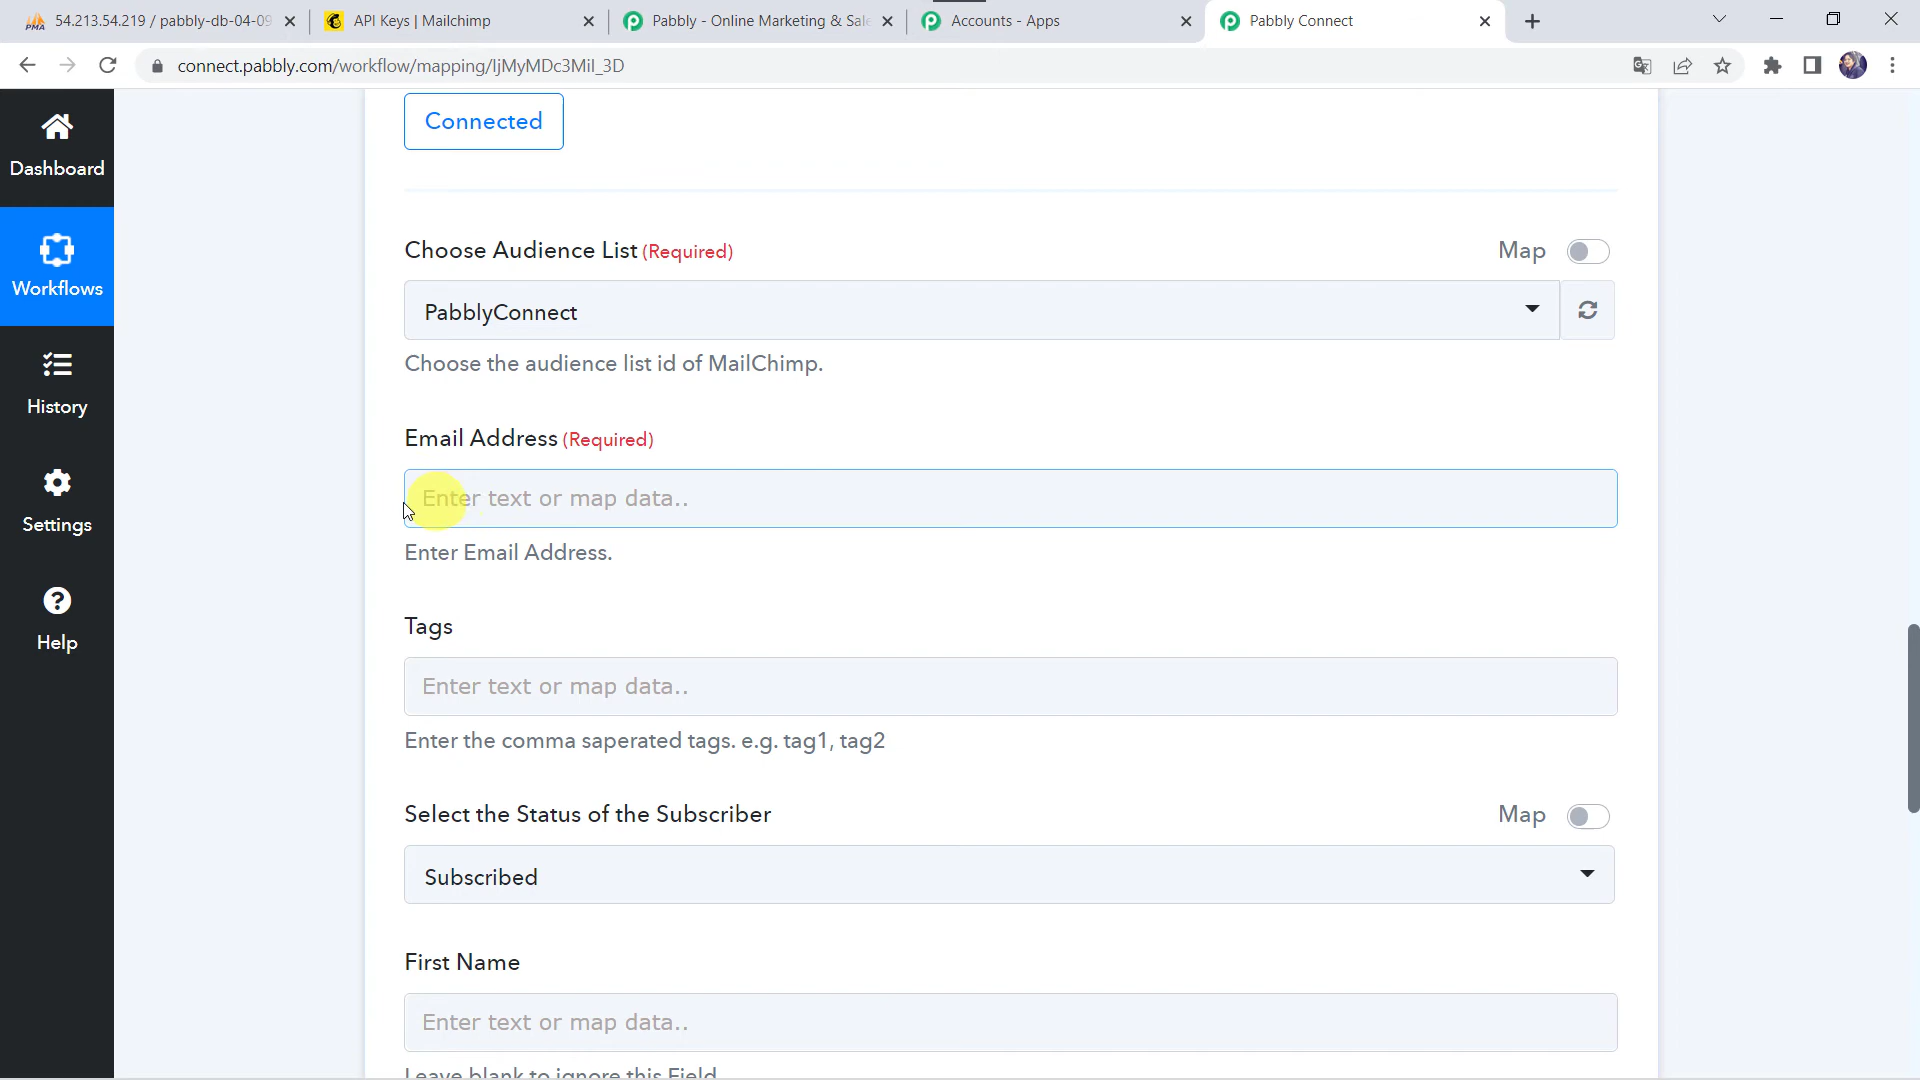 54.213.54.219 / pabbly-db-04-09
API Keys | Mailchimp
Pabbly - Online Marketing & Sale
Accounts - Apps
Pabbly Connect
connect.pabbly.com/workflow/mapping/IjMyMDc3MiI_3D
Dashboard
Workflows
History
Settings
Help
Connected
Choose Audience List (Required)
Map
PabblyConnect
Choose the audience list id of MailChimp.
Email Address (Required)
Enter text or map data..
Enter Email Address.
Tags
Enter text or map data..
Enter the comma saperated tags. e.g. tag1, tag2
Select the Status of the Subscriber
Map
Subscribed
First Name
Enter text or map data..
Leave blank to ignore this Field